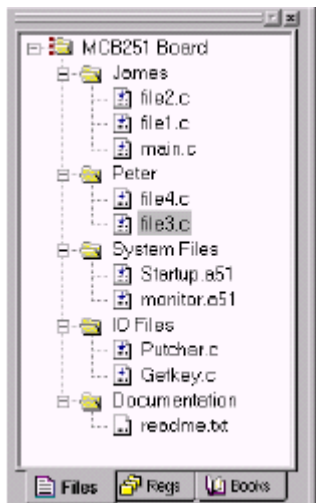 MCB251 Board
James
file2.c
file1.c
main.c
Peter
file4.c
file3.c
System Files
Startup.a51
monitor.a51
IO Files
Putchar.c
Getkey.c
Documentation
readme.txt
Files Regs Books